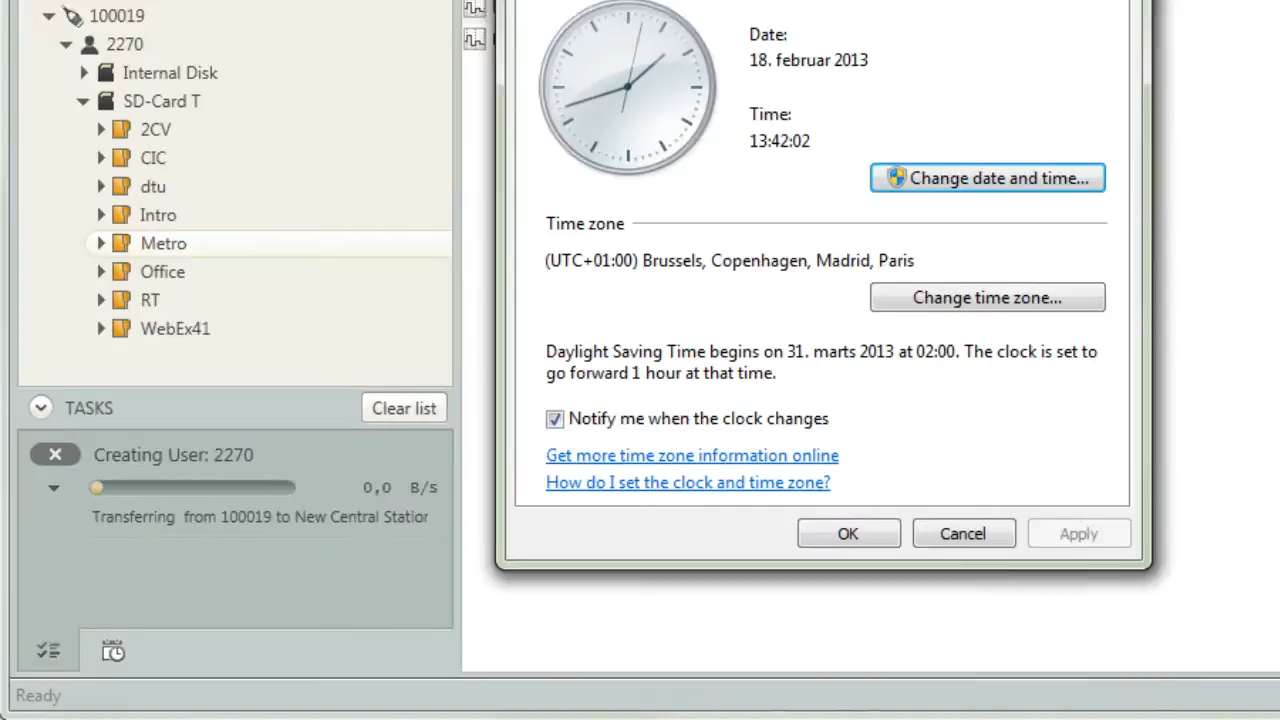 100019
2270
Internal Disk
SD-Card T
2CV
CIC
dtu
Intro
Metro
Office
RT
WebEx41
TASKS
Clear list
Creating User: 2270
0,0 B/s
Transferring from 100019 to New Central Station
Ready
Date:
18. februar 2013
Time:
13:42:02
Change date and time...
Time zone
(UTC+01:00) Brussels, Copenhagen, Madrid, Paris
Change time zone...
Daylight Saving Time begins on 31. marts 2013 at 02:00. The clock is set to
go forward 1 hour at that time.
Notify me when the clock changes
Get more time zone information online
How do I set the clock and time zone?
OK
Cancel
Apply